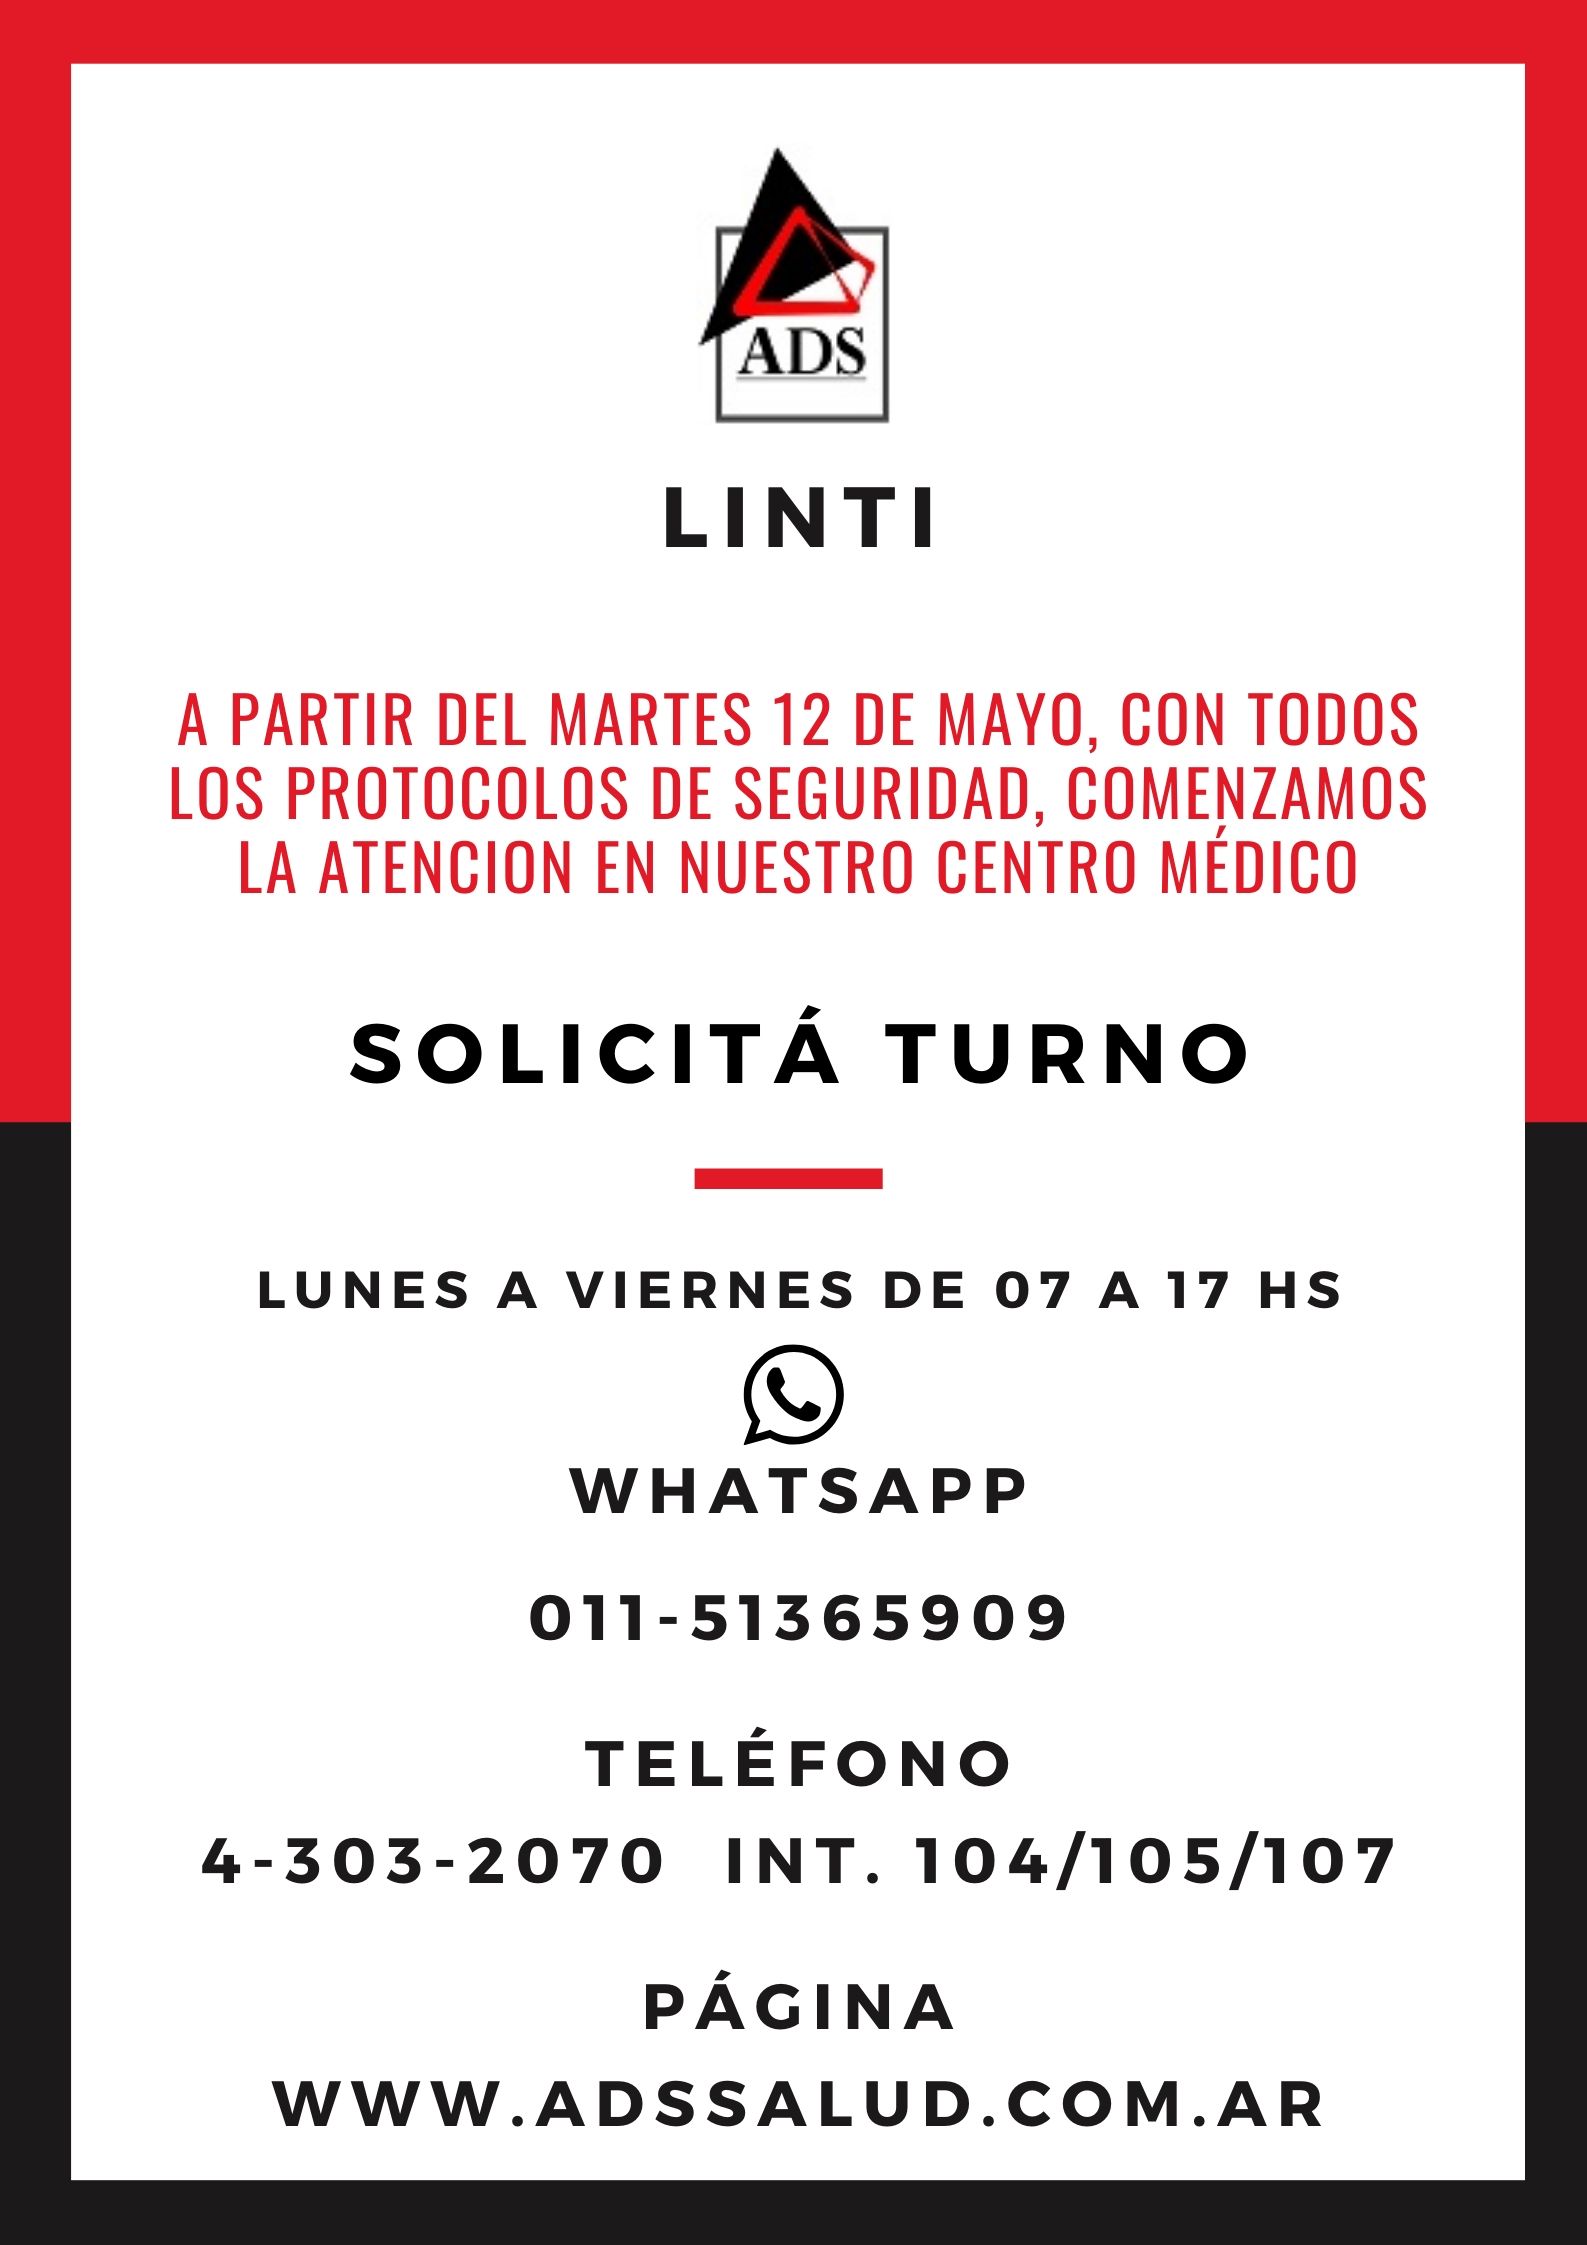 ADS
LINTI
A PARTIR DEL MARTES 12 DE MAYO, CON TODOS
LOS PROTOCOLOS DE SEGURIDAD, COMENZAMOS
LA ATENCION EN NUESTRO CENTRO MÉDICO
SOLICITÁ TURNO
LUNES A VIERNES DE 07 A 17 HS
WHATSAPP
011-51365909
TELÉFONO
4-303-2070 INT. 104/105/107
PÁGINA
WWW.ADSSALUD.COM.AR